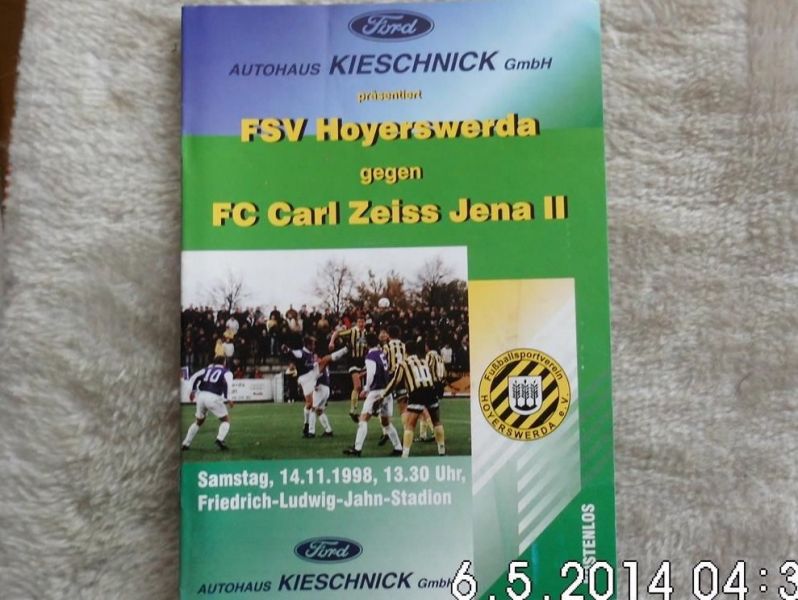 Ford
AUTOHAUS KIESCHNICK GmbH
präsentiert
FSV Hoyerswerda
gegen
FC Carl Zeiss Jena II
10
Fußballsportverein
HOYERSWERDA e.V.
Samstag, 14.11.1998, 13.30 Uhr,
Friedrich-Ludwig-Jahn-Stadion
Ford
AUTOHAUS KIESCHNICK GmbH
STENLOS
6.5.2014 04:3